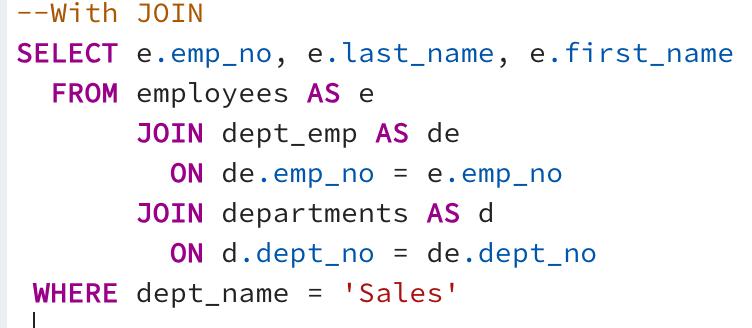 --With JOIN
SELECT e.emp_no, e.last_name, e.first_name
FROM employees AS e
JOIN dept_emp AS de
ON de.emp_no = e.emp_no
JOIN departments AS d
ON d.dept_no = de.dept_no
WHERE dept_name = 'Sales'